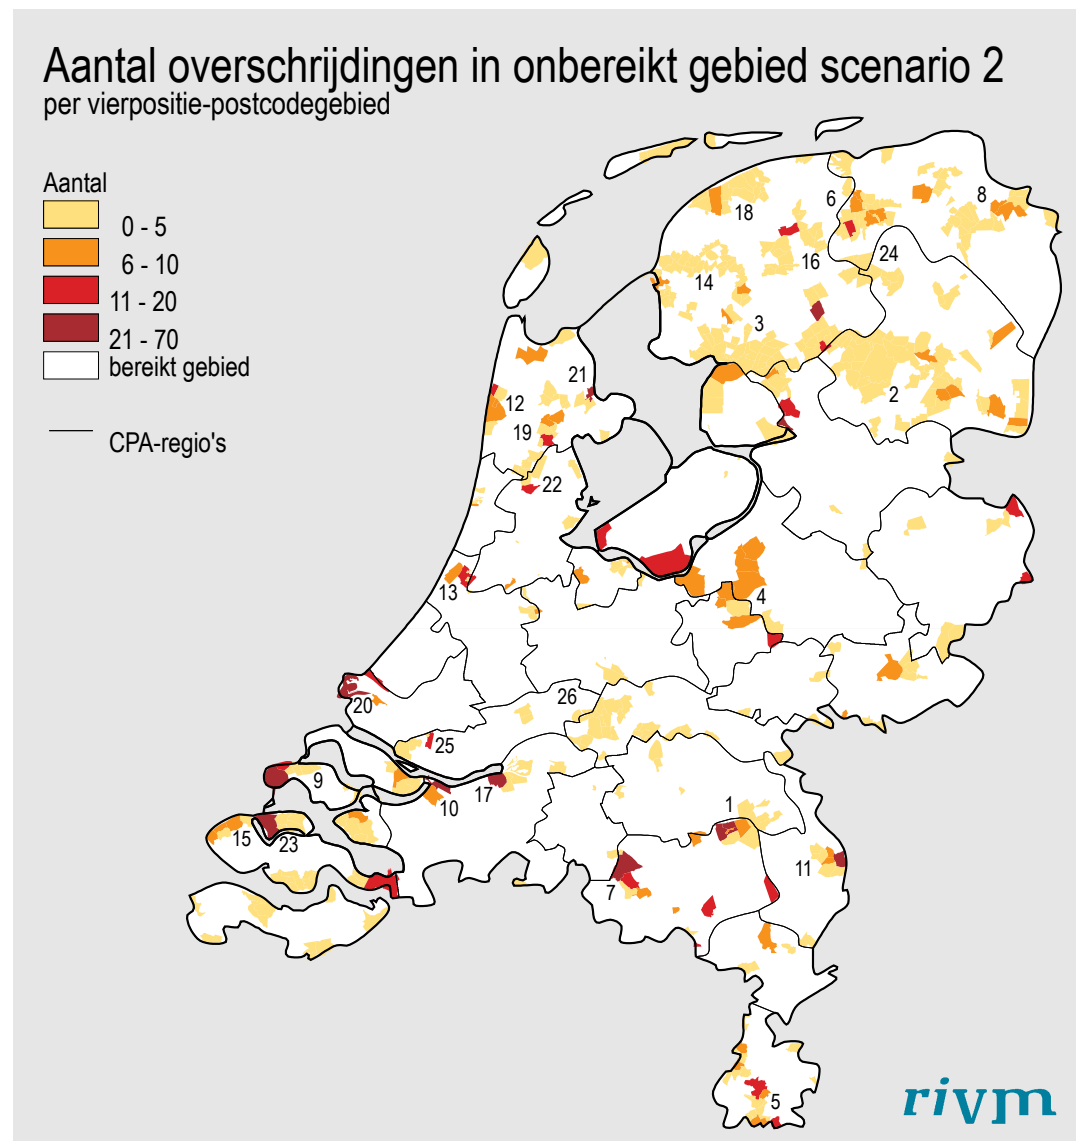 Aantal overschrijdingen in onbereikt gebied scenario 2
per vierpositie-postcodegebied
Aantal
0 - 5
6 - 10
11 - 20
21 - 70
bereikt gebied
CPA-regio's
6
8
18
24
16
14
3
21
2
12
19
22
13
4
26
20
25
9
17
10
1
15
23
11
7
5
rivm